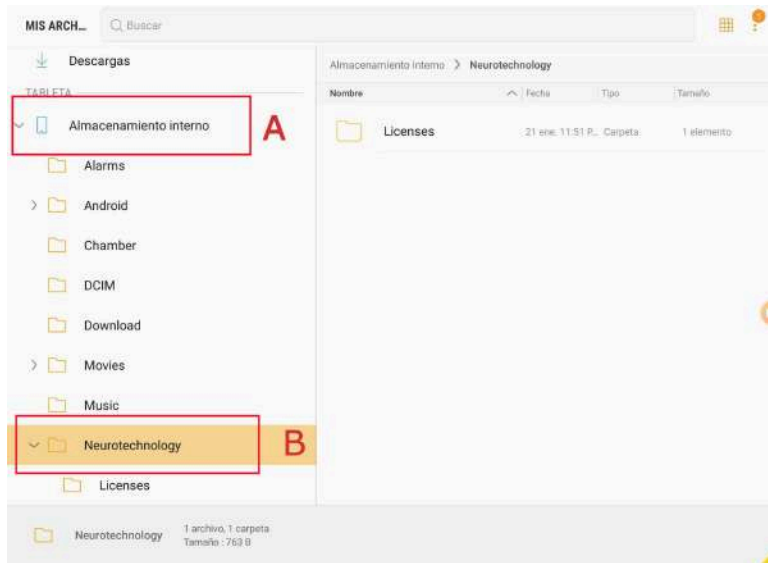 MIS ARCH... Buscar
Descargas
TABLETA
Almacenamiento interno A
Alarms
Android
Chamber
DCIM
Download
Movies
Music
Neurotechnology B
Licenses
Almacenamiento interno > Neurotechnology
Nombre Fecha Tipo Tamaño
Licenses 21 ene. 11:51 P... Carpeta 1 elemento
Neurotechnology
1 archivo, 1 carpeta
Tamaño : 763 B